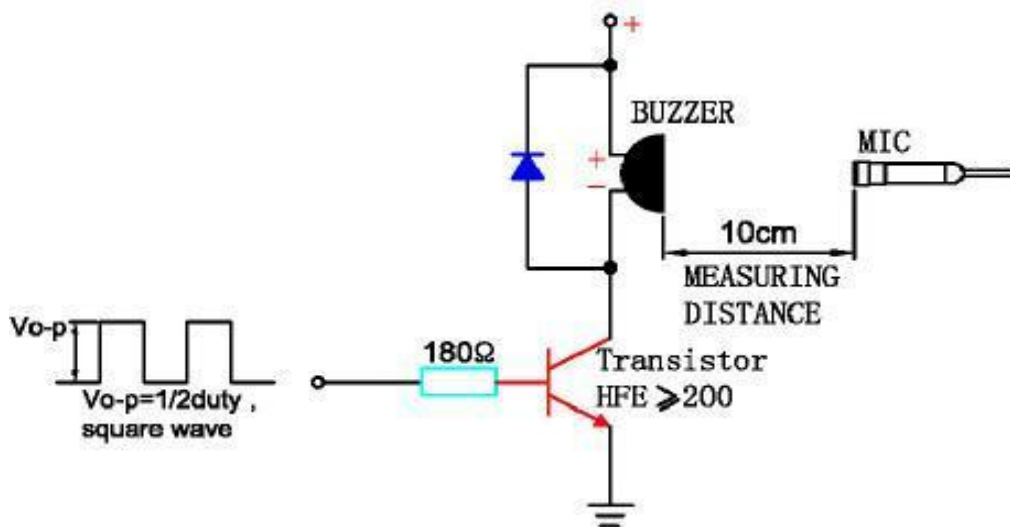 +
BUZZER
MIC
+
−
10cm
MEASURING
DISTANCE
Vo-p
180Ω
Transistor
HFE ⩾200
Vo-p=1/2duty ,
square wave